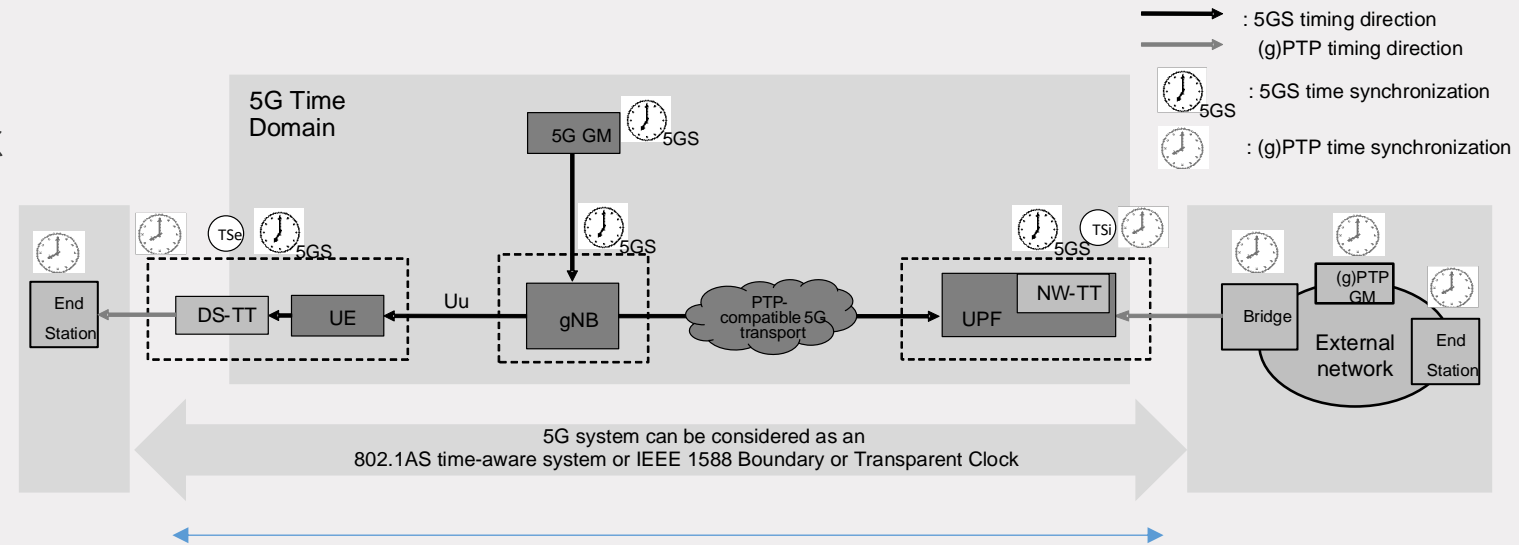 : 5GS timing direction
(g)PTP timing direction
: 5GS time synchronization
5GS
: (g)PTP time synchronization
5G Time
Domain
5G GM
5GS
5GS
TSe
5GS
5GS
TSi
End
Station
DS-TT
UE
Uu
gNB
PTP-
compatible 5G
transport
UPF
NW-TT
Bridge
(g)PTP
GM
External
network
End
Station
5G system can be considered as an
802.1AS time-aware system or IEEE 1588 Boundary or Transparent Clock